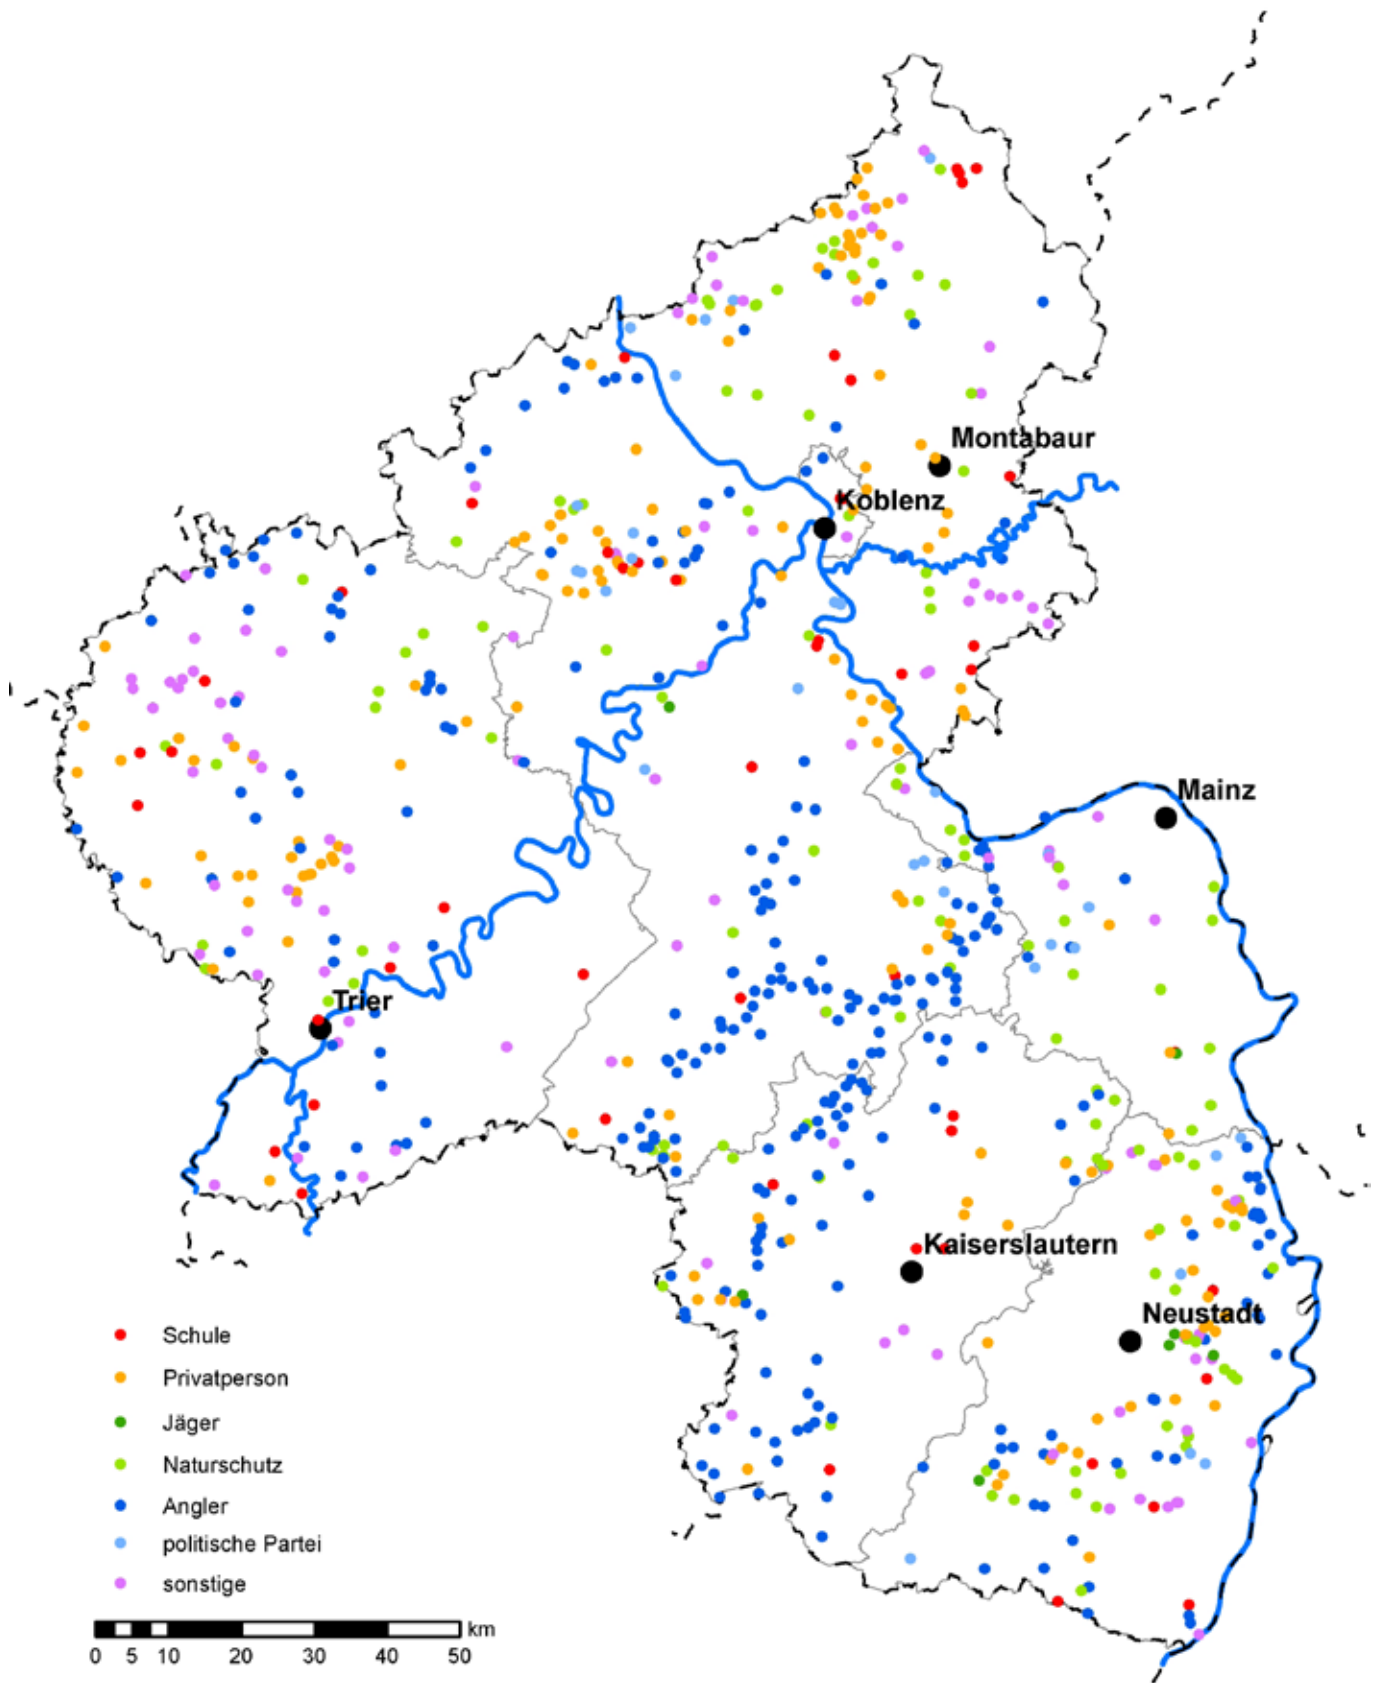 Montabaur
Koblenz
Mainz
Trier
Kaiserslautern
Neustadt
Schule
Privatperson
Jäger
Naturschutz
Angler
politische Partei
sonstige
km
0 5 10 20 30 40 50